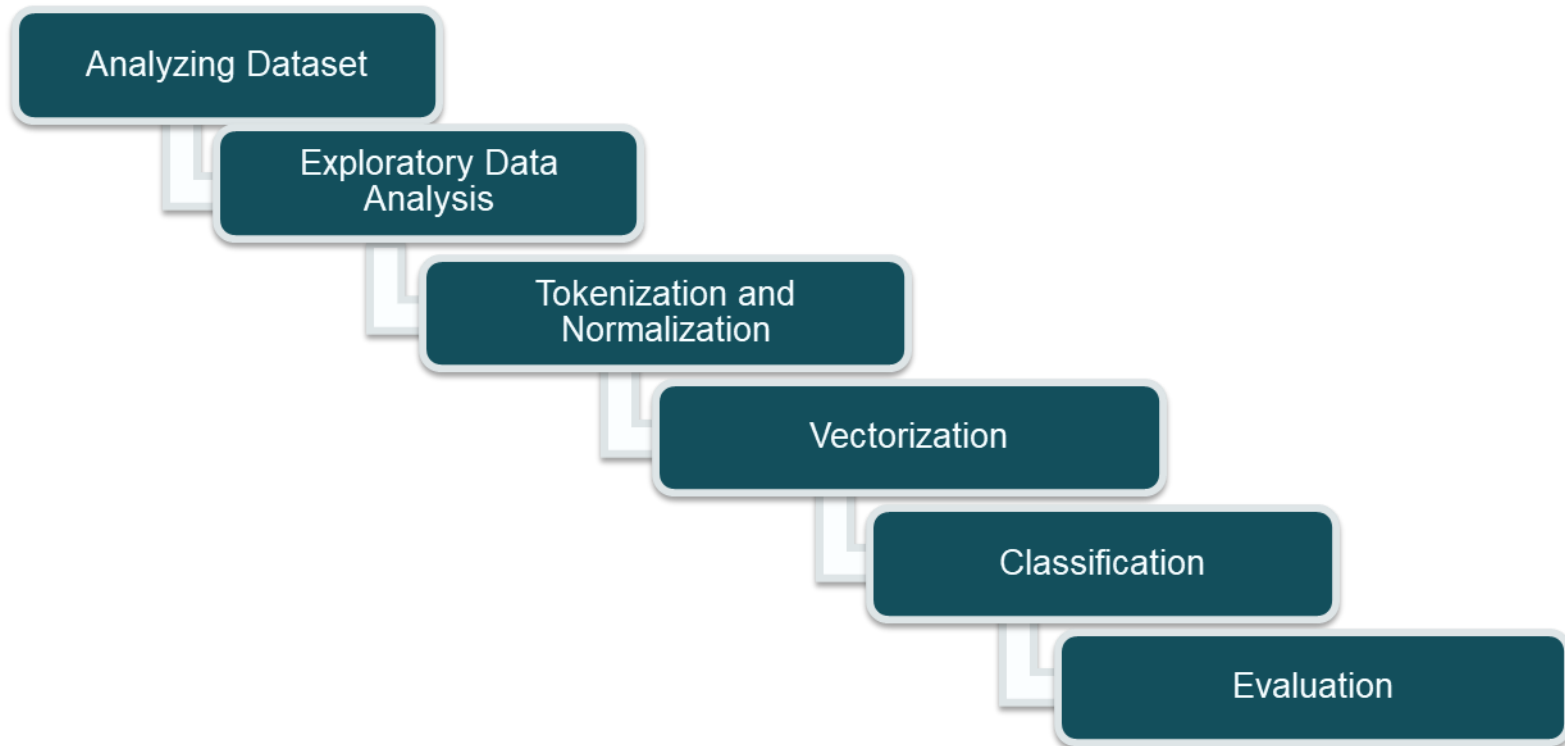 Analyzing Dataset
Exploratory Data
Analysis
Tokenization and
Normalization
Vectorization
Classification
Evaluation